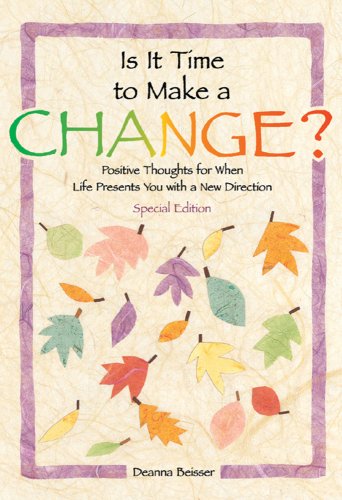 Is It Time
to Make a
CHANGE?
Positive Thoughts for When
Life Presents You with a New Direction
Special Edition
Deanna Beisser